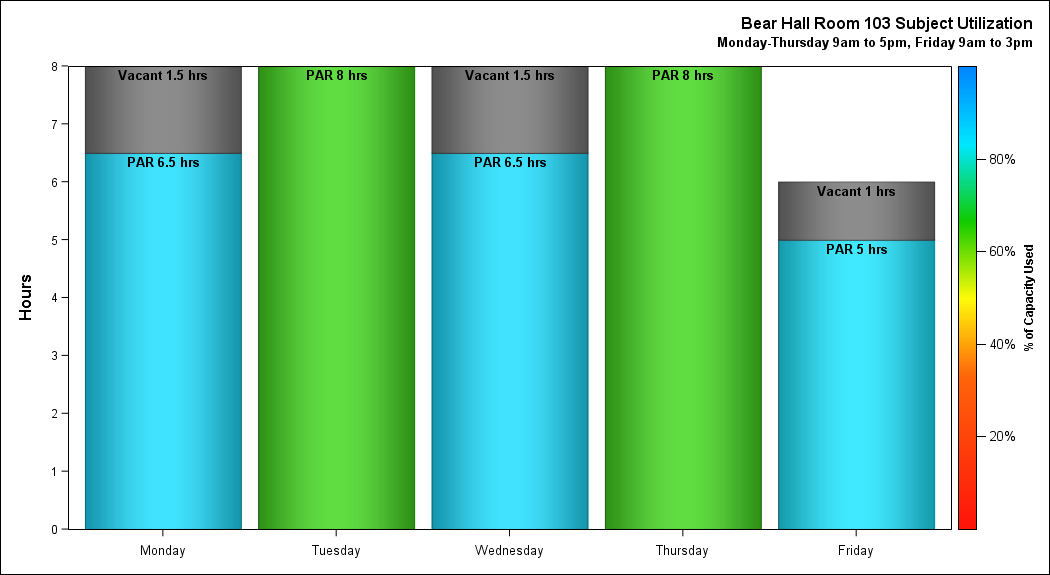 Bear Hall Room 103 Subject Utilization
Monday-Thursday 9am to 5pm, Friday 9am to 3pm
8
7
6
5
4
3
2
1
0
Hours
Vacant 1.5 hrs
PAR 6.5 hrs
PAR 8 hrs
Vacant 1.5 hrs
PAR 6.5 hrs
PAR 8 hrs
Vacant 1 hrs
PAR 5 hrs
Monday
Tuesday
Wednesday
Thursday
Friday
80%
60%
40%
20%
% of Capacity Used